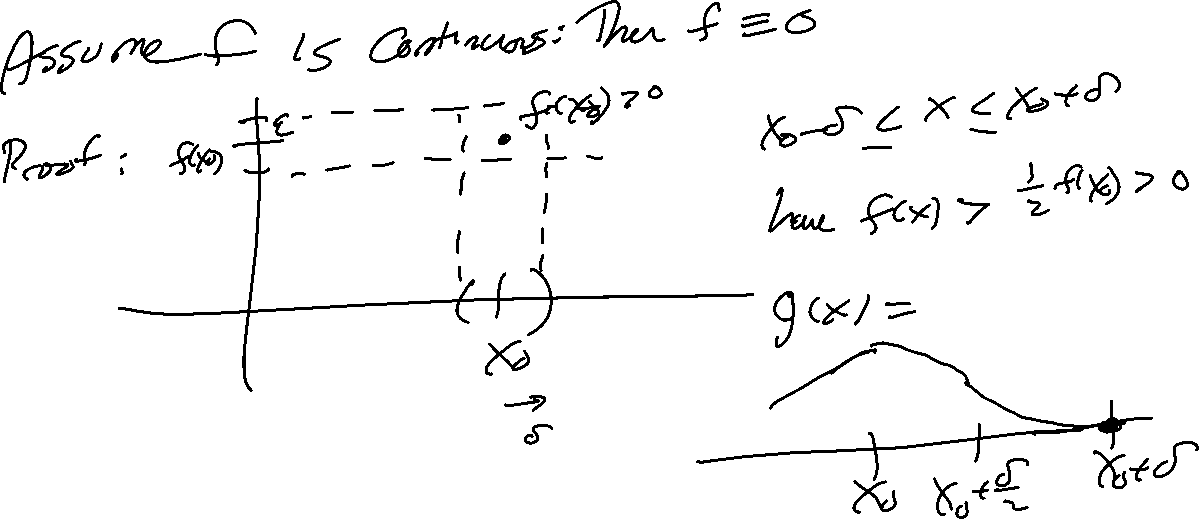 Assume f is Continuous: Then f ≡ 0
Proof: f(x₀) ε f(x₀) > 0
x₀
δ
x₀ - δ ≤ x ≤ x₀ + δ
have f(x) > 1/2 f(x₀) > 0
g(x) =
x₀ x₀ + δ/2 x₀ + δ